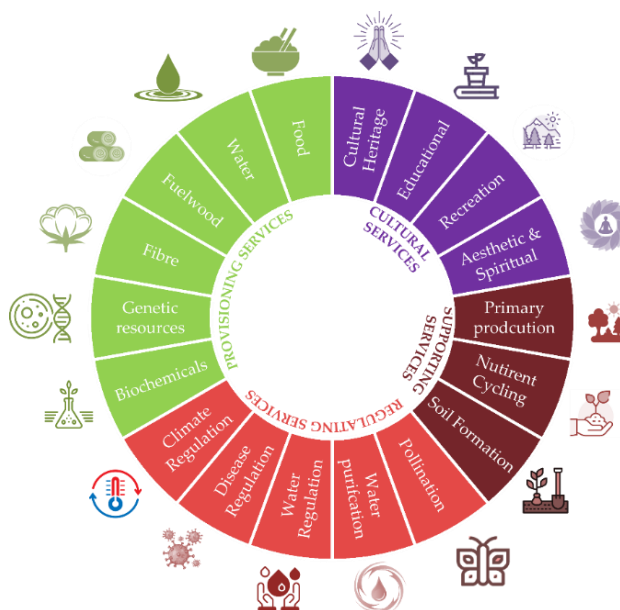 Cultural
Heritage
Educational
Recreation
Aesthetic &
Spiritual
Primary
prodcution
Nutirent
Cycling
Soil Formation
Pollination
Water
purifcation
Water
Regulation
Disease
Regulation
Climate
Regulation
Biochemicals
Genetic
resources
Fibre
Fuelwood
Water
Food
PROVISIONING SERVICES
CULTURAL
SERVICES
SUPPORTING
SERVICES
REGULATING SERVICES